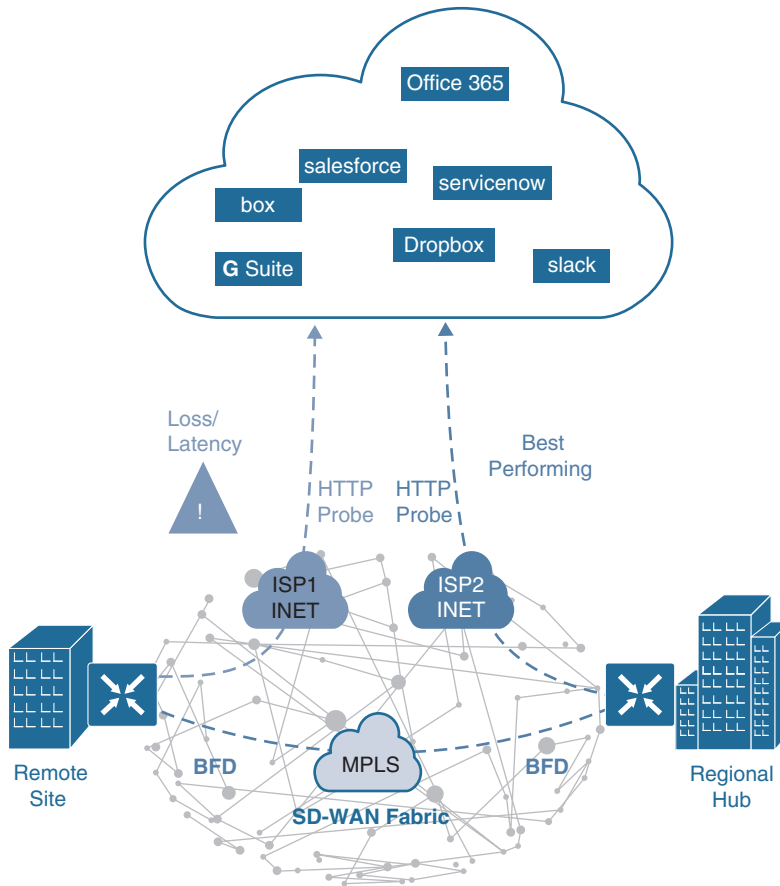 Office 365
salesforce
servicenow
box
Dropbox
G Suite
slack
Loss/
Latency
!
Best
Performing
HTTP
Probe
HTTP
Probe
ISP1
INET
ISP2
INET
MPLS
BFD
BFD
Remote
Site
Regional
Hub
SD-WAN Fabric